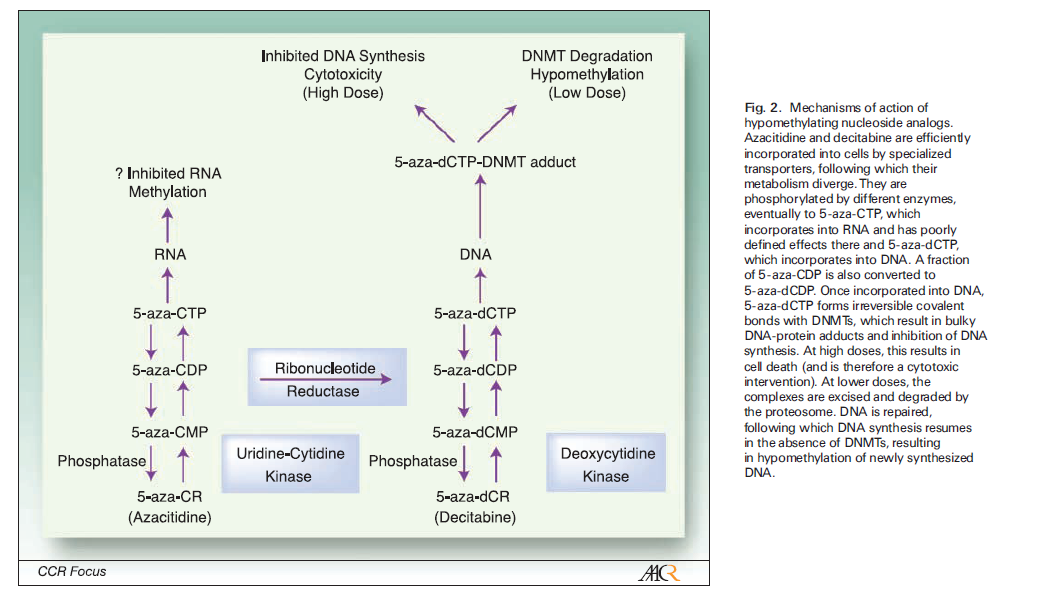 Inhibited DNA Synthesis
Cytotoxicity
(High Dose)
DNMT Degradation
Hypomethylation
(Low Dose)
5-aza-dCTP-DNMT adduct
? Inhibited RNA
Methylation
RNA
DNA
5-aza-CTP
5-aza-dCTP
5-aza-CDP
Ribonucleotide
Reductase
5-aza-dCDP
5-aza-CMP
5-aza-dCMP
Phosphatase
Uridine-Cytidine
Kinase
Phosphatase
Deoxycytidine
Kinase
5-aza-CR
(Azacitidine)
5-aza-dCR
(Decitabine)
CCR Focus
AACR
Fig. 2. Mechanisms of action of
hypomethylating nucleoside analogs.
Azacitidine and decitabine are efficiently
incorporated into cells by specialized
transporters, following which their
metabolism diverge. They are
phosphorylated by different enzymes,
eventually to 5-aza-CTP, which
incorporates into RNA and has poorly
defined effects there and 5-aza-dCTP,
which incorporates into DNA. A fraction
of 5-aza-CDP is also converted to
5-aza-dCDP. Once incorporated into DNA,
5-aza-dCTP forms irreversible covalent
bonds with DNMTs, which result in bulky
DNA-protein adducts and inhibition of DNA
synthesis. At high doses, this results in
cell death (and is therefore a cytotoxic
intervention). At lower doses, the
complexes are excised and degraded by
the proteosome. DNA is repaired,
following which DNA synthesis resumes
in the absence of DNMTs, resulting
in hypomethylation of newly synthesized
DNA.